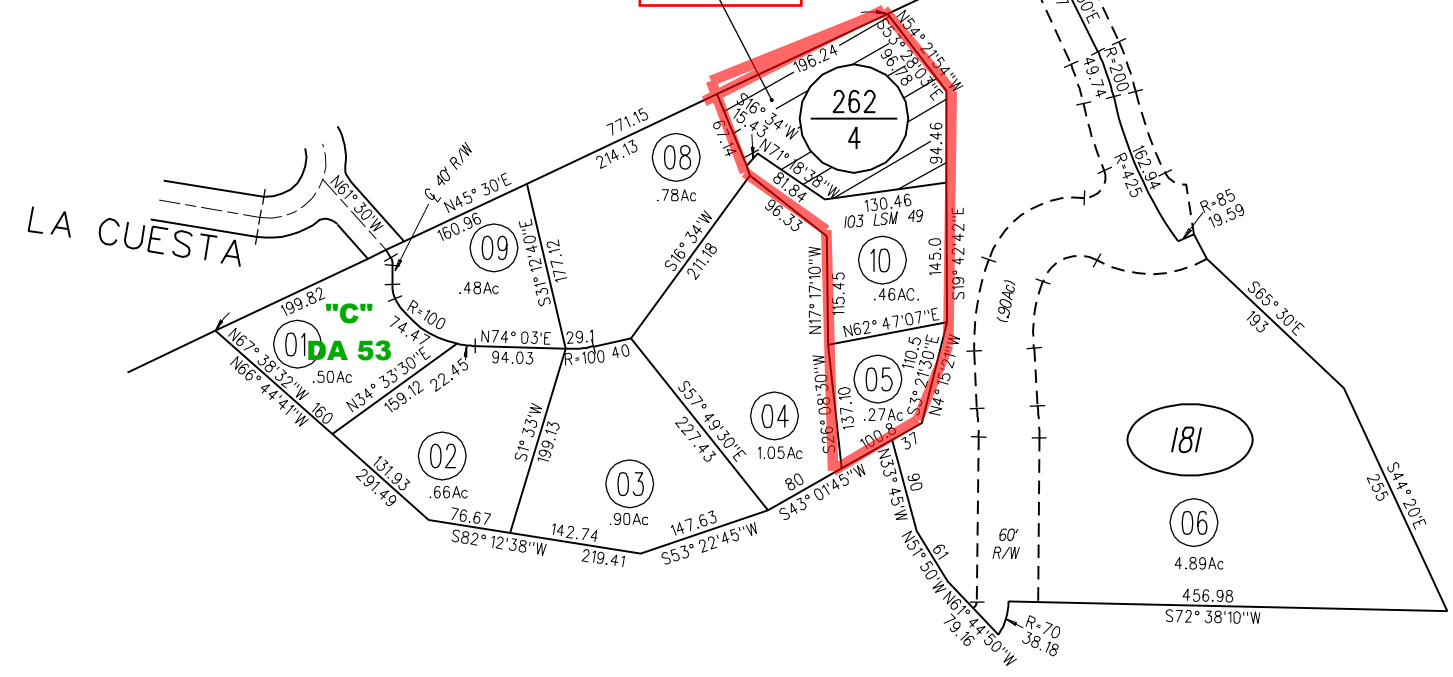 N54° 21'54"W
S53° 28'03"E
96.78
196.24
262
4
S16° 34'W
15.43
67.14
N71° 18'38"W
81.84
96.33
94.46
130.46
103 LSM 49
10
.46AC.
145.0
S19° 42'42"E
N17° 17'10"W
115.45
N62° 47'07"E
110.5
S3° 21'30"E
N4° 15'21"W
05
.27Ac
S26° 08'30"W
137.10
100.8
37
771.15
214.13
08
.78Ac
N45° 30'E
160.96
℄ 40' R/W
N61° 30'W
LA CUESTA
09
.48Ac
S31° 12'40"E
177.12
S16° 34'W
211.18
199.82
"C"
DA 53
01
.50Ac
R=100
74.47
N74° 03'E
94.03
29.1
R=100 40
N67° 38'32"W
N66° 44'41"W
160
N34° 33'30"E
159.12
22.45
02
.66Ac
131.93
291.49
76.67
S82° 12'38"W
S1° 33'W
199.13
03
.90Ac
142.74
219.41
147.63
S53° 22'45"W
S57° 49'30"E
227.43
04
1.05Ac
80
S43° 01'45"W
N33° 45'W
90
N51° 50'W
61
N61° 44'50"W
79.16
R=70
38.18
60'
R/W
(.90Ac)
R=200
49.74
R=425
162.94
R=85
19.59
S65° 30'E
193
181
06
4.89Ac
S44° 20'E
255
456.98
S72° 38'10"W